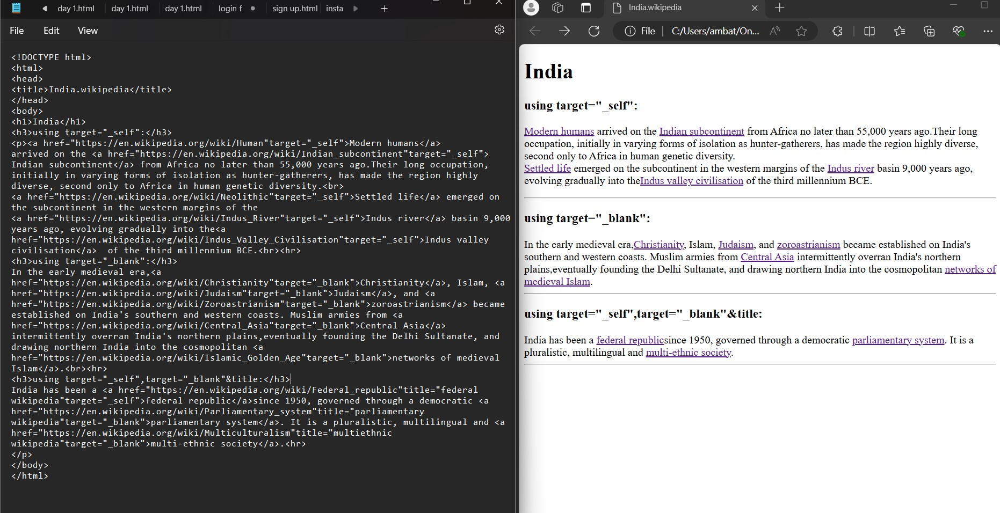 day 1.html day 1.html day 1.html login f sign up.html insta
File Edit View
<!DOCTYPE html>
<html>
<head>
<title>India.wikipedia</title>
</head>
<body>
<h1>India</h1>
<h3>using target="_self":</h3>
<p><a href="https://en.wikipedia.org/wiki/Human"target="_self">Modern humans</a>
arrived on the <a href="https://en.wikipedia.org/wiki/Indian_subcontinent"target="_self">
Indian subcontinent</a> from Africa no later than 55,000 years ago.Their long occupation,
initially in varying forms of isolation as hunter-gatherers, has made the region highly
diverse, second only to Africa in human genetic diversity.<br>
<a href="https://en.wikipedia.org/wiki/Neolithic"target="_self">Settled life</a> emerged on
the subcontinent in the western margins of the
<a href="https://en.wikipedia.org/wiki/Indus_River"target="_self">Indus river</a> basin 9,000
years ago, evolving gradually into the<a
href="https://en.wikipedia.org/wiki/Indus_Valley_Civilisation"target="_self">Indus valley
civilisation</a>  of the third millennium BCE.<br><hr>
<h3>using target="_blank":</h3>
In the early medieval era,<a
href="https://en.wikipedia.org/wiki/Christianity"target="_blank">Christianity</a>, Islam, <a
href="https://en.wikipedia.org/wiki/Judaism"target="_blank">Judaism</a>, and <a
href="https://en.wikipedia.org/wiki/Zoroastrianism"target="_blank">zoroastrianism</a> became
established on India's southern and western coasts. Muslim armies from <a
href="https://en.wikipedia.org/wiki/Central_Asia"target="_blank">Central Asia</a>
intermittently overran India's northern plains,eventually founding the Delhi Sultanate, and
drawing northern India into the cosmopolitan <a
href="https://en.wikipedia.org/wiki/Islamic_Golden_Age"target="_blank">networks of medieval
Islam</a>.<br><hr>
<h3>using target="_self",target="_blank"&title:</h3>
India has been a <a href="https://en.wikipedia.org/wiki/Federal_republic"title="federal
wikipedia"target="_self">federal republic</a>since 1950, governed through a democratic <a
href="https://en.wikipedia.org/wiki/Parliamentary_system"title="parliamentary
wikipedia"target="_blank">parliamentary system</a>. It is a pluralistic, multilingual and <a
href="https://en.wikipedia.org/wiki/Multiculturalism"title="multiethnic
wikipedia"target="_blank">multi-ethnic society</a>.<hr>
</p>
</body>
</html>
India.wikipedia
File C:/Users/ambat/On...
India
using target="_self":
Modern humans arrived on the Indian subcontinent from Africa no later than 55,000 years ago.Their long
occupation, initially in varying forms of isolation as hunter-gatherers, has made the region highly diverse,
second only to Africa in human genetic diversity.
Settled life emerged on the subcontinent in the western margins of the Indus river basin 9,000 years ago,
evolving gradually into theIndus valley civilisation of the third millennium BCE.
using target="_blank":
In the early medieval era,Christianity, Islam, Judaism, and zoroastrianism became established on India's
southern and western coasts. Muslim armies from Central Asia intermittently overran India's northern
plains,eventually founding the Delhi Sultanate, and drawing northern India into the cosmopolitan networks of
medieval Islam.
using target="_self",target="_blank"&title:
India has been a federal republicsince 1950, governed through a democratic parliamentary system. It is a
pluralistic, multilingual and multi-ethnic society.